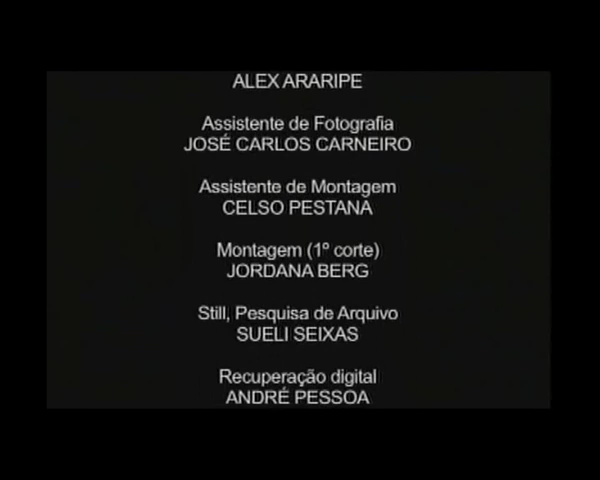 ALEX ARARIPE
Assistente de Fotografia
JOSÉ CARLOS CARNEIRO
Assistente de Montagem
CELSO PESTANA
Montagem (1º corte)
JORDANA BERG
Still, Pesquisa de Arquivo
SUELI SEIXAS
Recuperação digital
ANDRÉ PESSOA